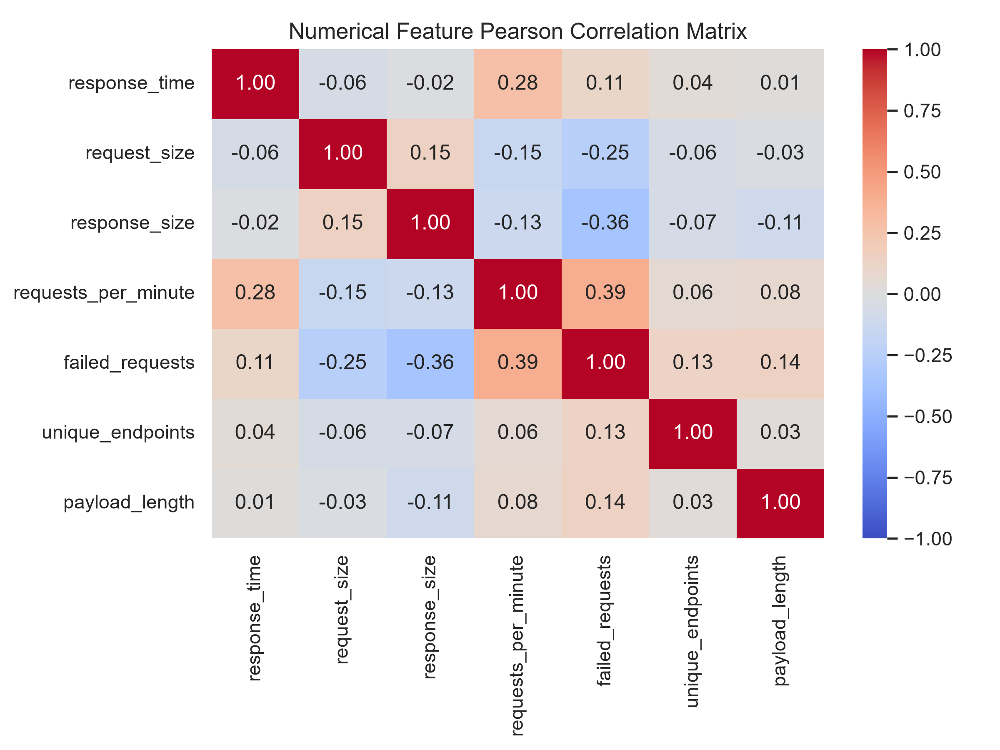 Numerical Feature Pearson Correlation Matrix
response_time 1.00 -0.06 -0.02 0.28 0.11 0.04 0.01
request_size -0.06 1.00 0.15 -0.15 -0.25 -0.06 -0.03
response_size -0.02 0.15 1.00 -0.13 -0.36 -0.07 -0.11
requests_per_minute 0.28 -0.15 -0.13 1.00 0.39 0.06 0.08
failed_requests 0.11 -0.25 -0.36 0.39 1.00 0.13 0.14
unique_endpoints 0.04 -0.06 -0.07 0.06 0.13 1.00 0.03
payload_length 0.01 -0.03 -0.11 0.08 0.14 0.03 1.00
response_time
request_size
response_size
requests_per_minute
failed_requests
unique_endpoints
payload_length
1.00
0.75
0.50
0.25
0.00
−0.25
−0.50
−0.75
−1.00